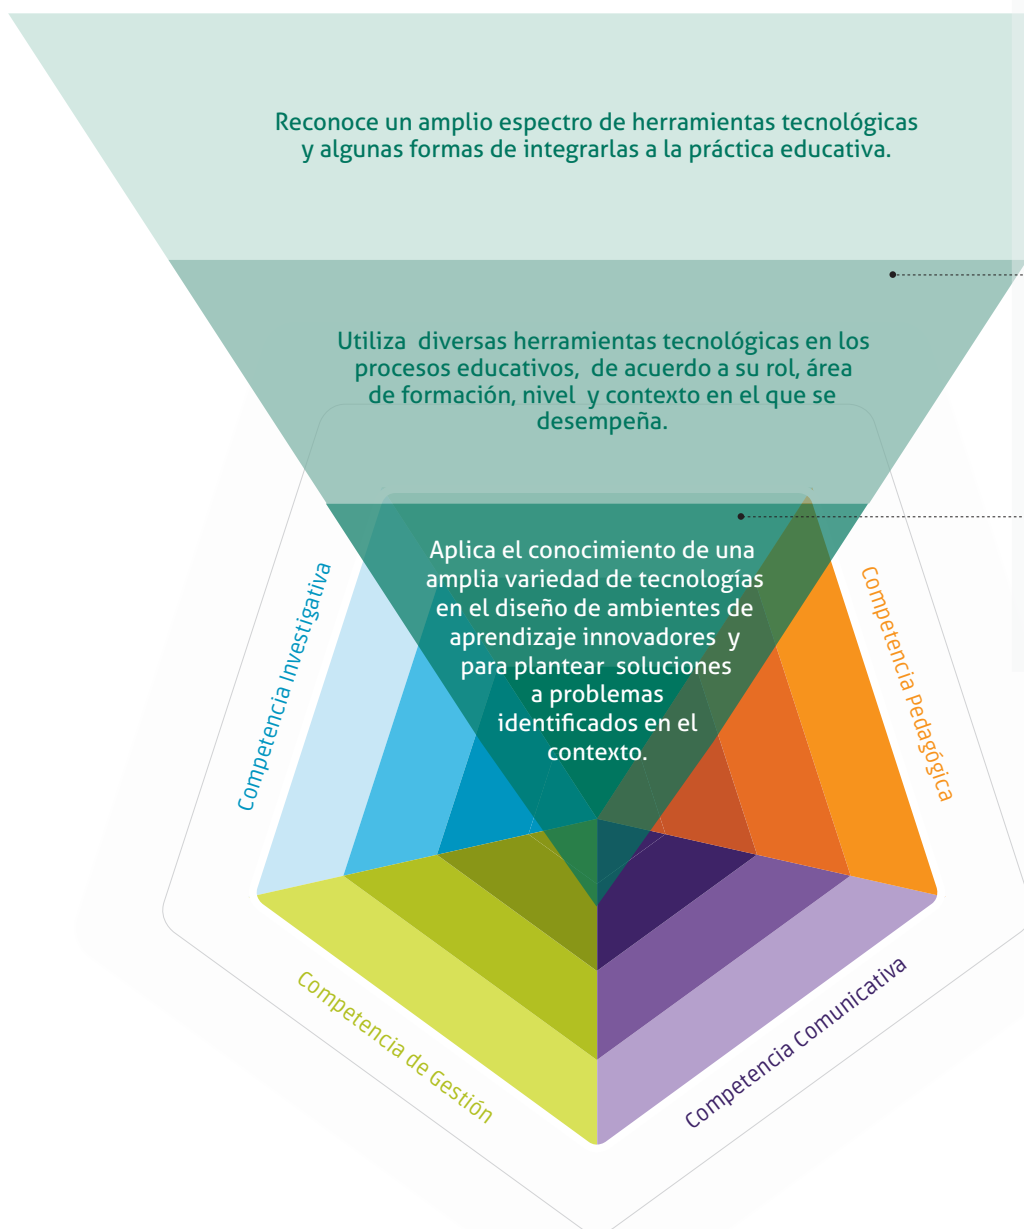 Reconoce un amplio espectro de herramientas tecnológicas
y algunas formas de integrarlas a la práctica educativa.
Utiliza diversas herramientas tecnológicas en los
procesos educativos, de acuerdo a su rol, área
de formación, nivel y contexto en el que se
desempeña.
Aplica el conocimiento de una
amplia variedad de tecnologías
en el diseño de ambientes de
aprendizaje innovadores y
para plantear soluciones
a problemas
identificados en el
contexto.
Competencia Investigativa
Competencia Pedagógica
Competencia de Gestión
Competencia Comunicativa